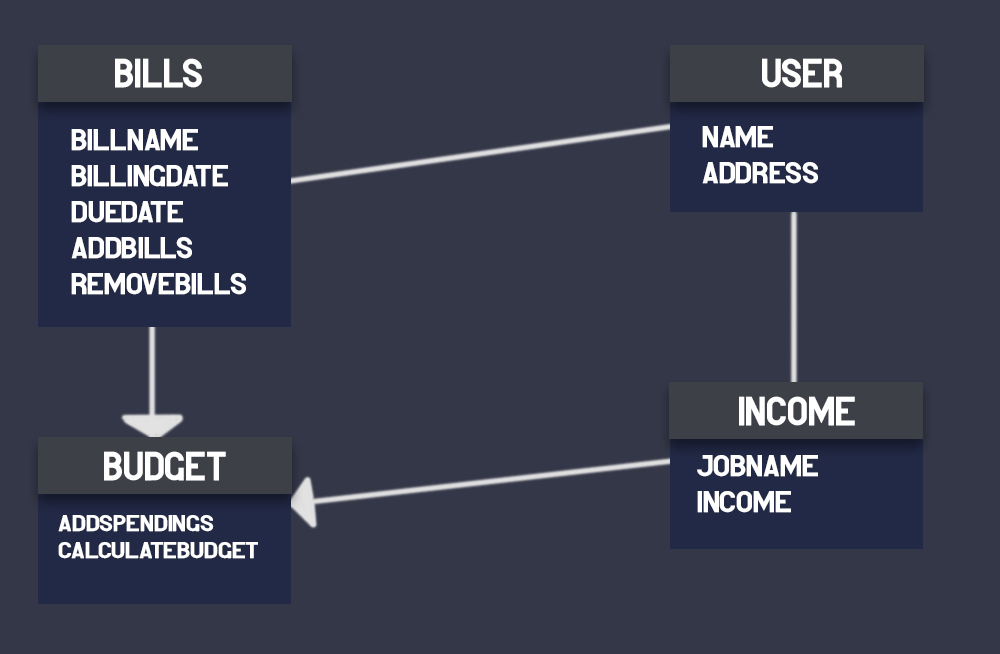 BILLS
BILLNAME
BILLINGDATE
DUEDATE
ADDBILLS
REMOVEBILLS
USER
NAME
ADDRESS
BUDGET
ADDSPENDINGS
CALCULATEBUDGET
INCOME
JOBNAME
INCOME